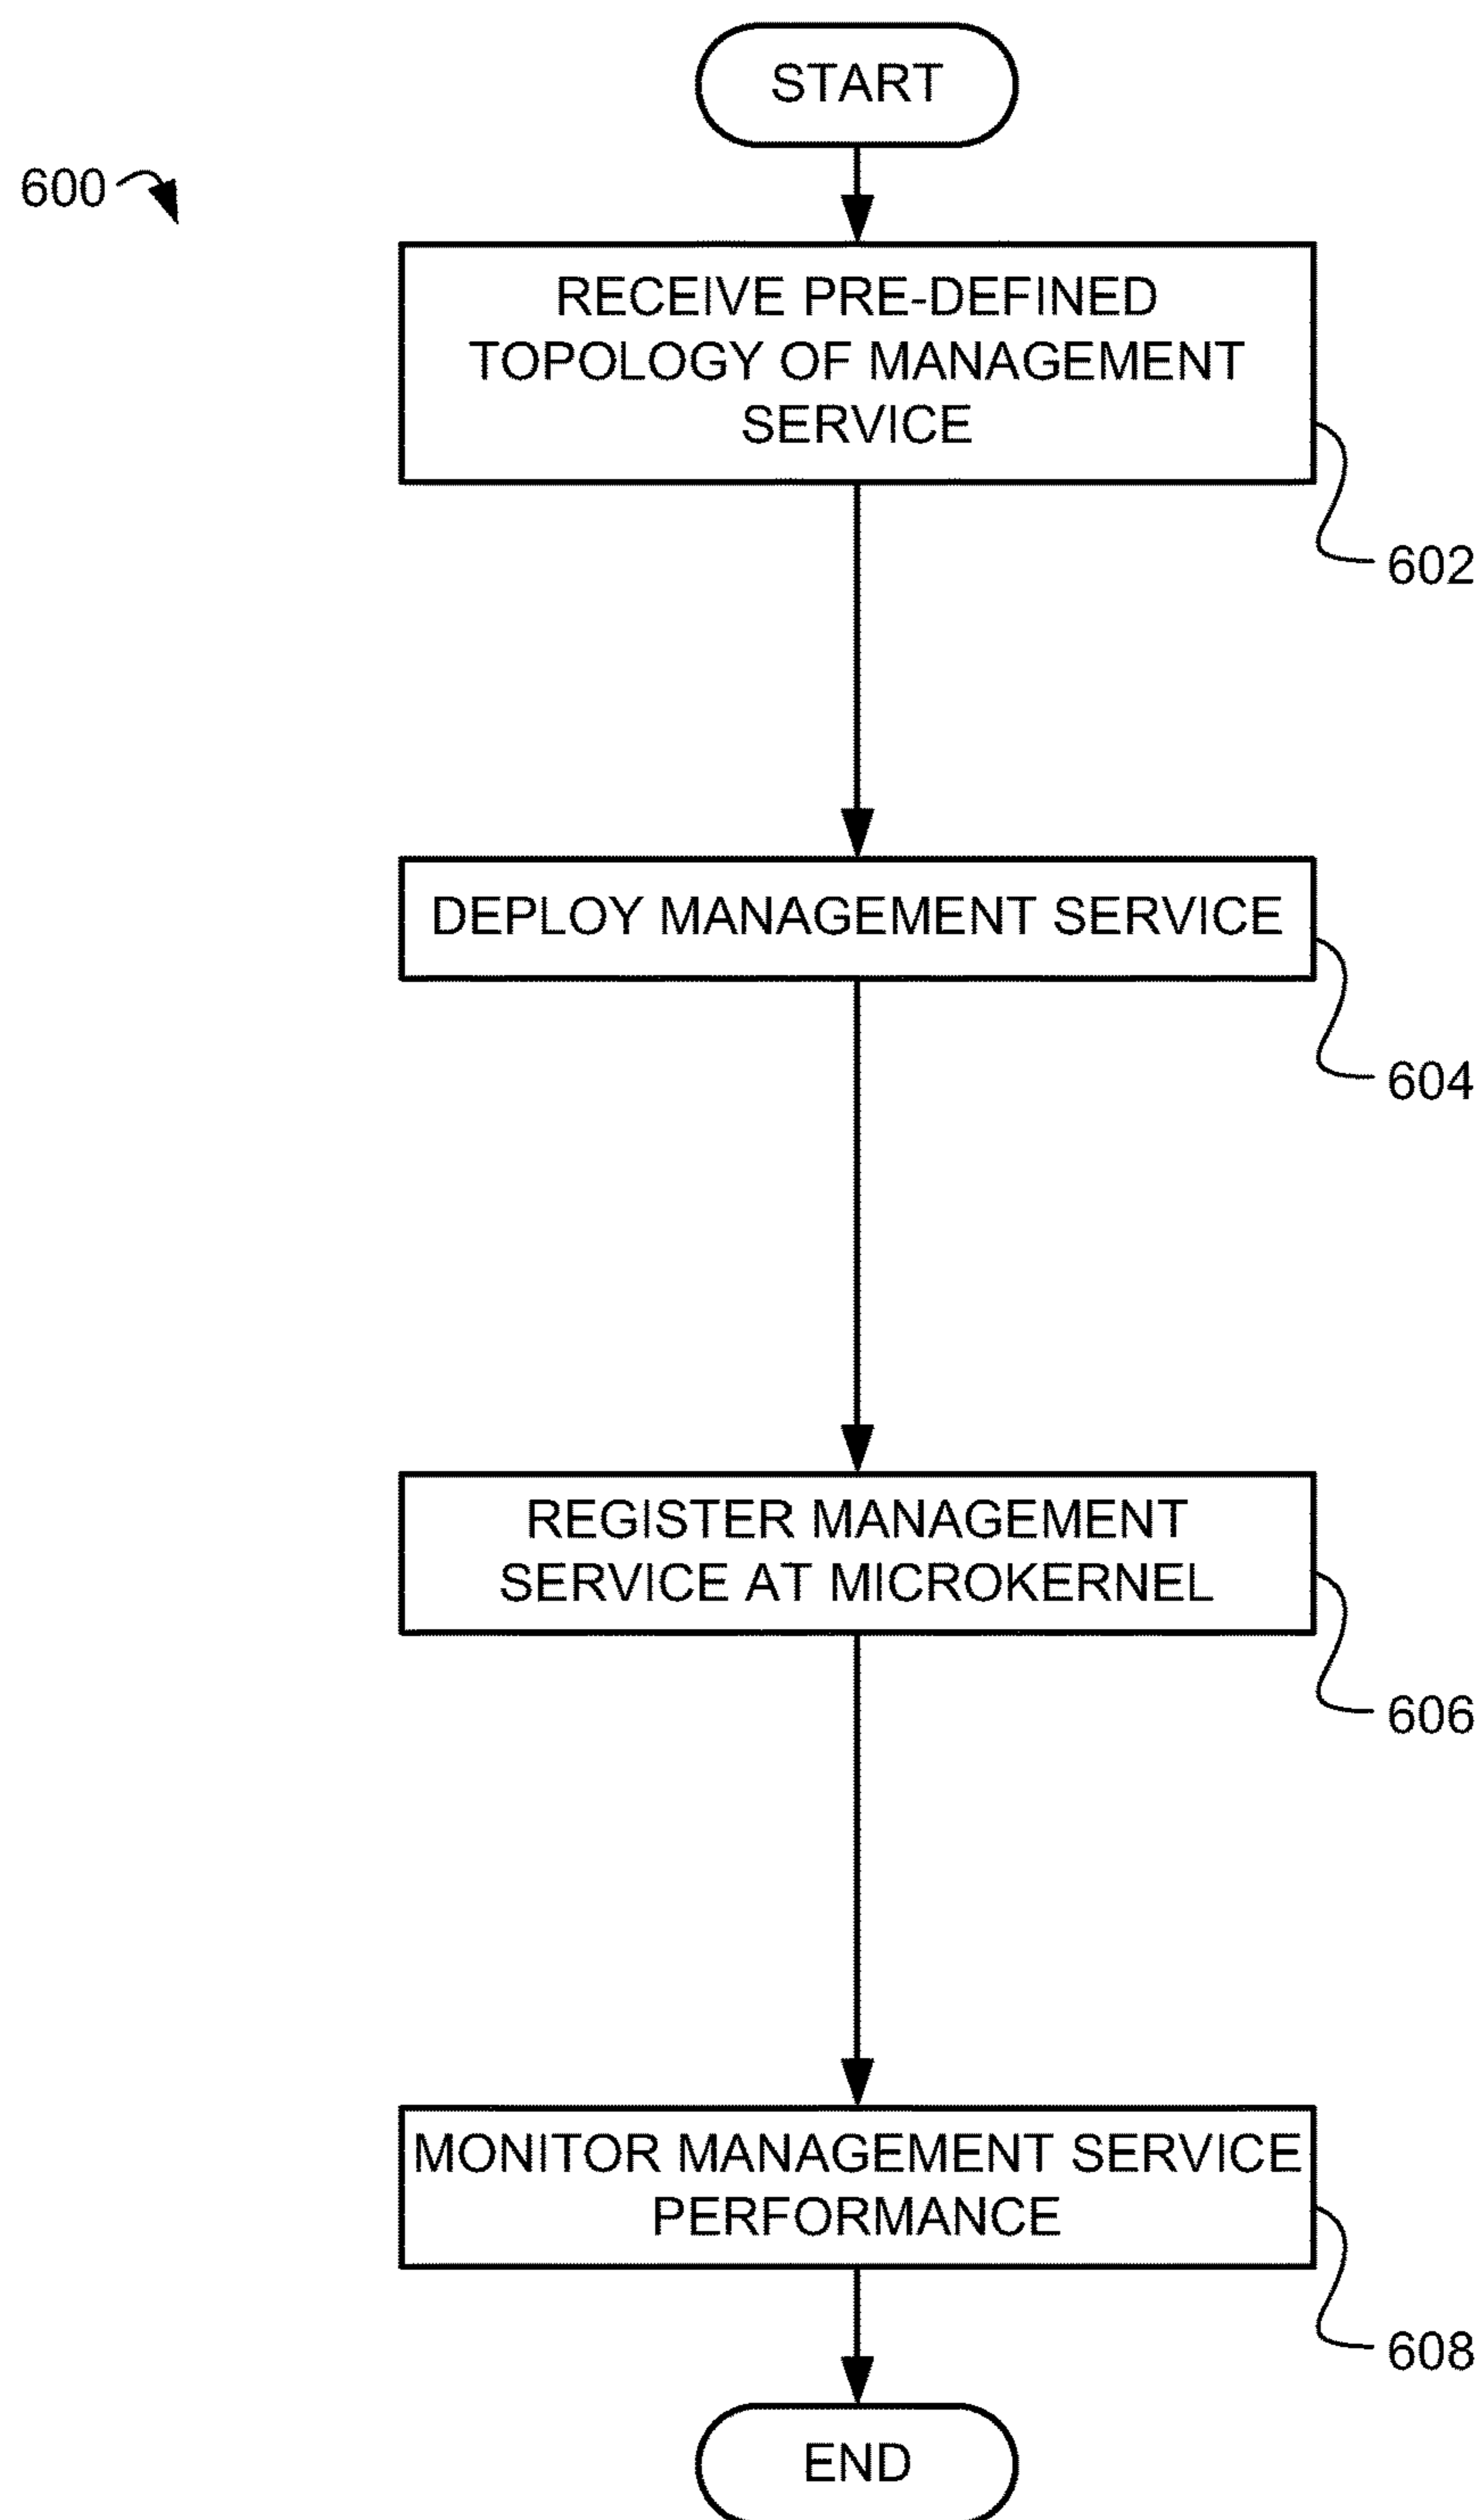 START
600
RECEIVE PRE-DEFINED
TOPOLOGY OF MANAGEMENT
SERVICE
602
DEPLOY MANAGEMENT SERVICE
604
REGISTER MANAGEMENT
SERVICE AT MICROKERNEL
606
MONITOR MANAGEMENT SERVICE
PERFORMANCE
608
END